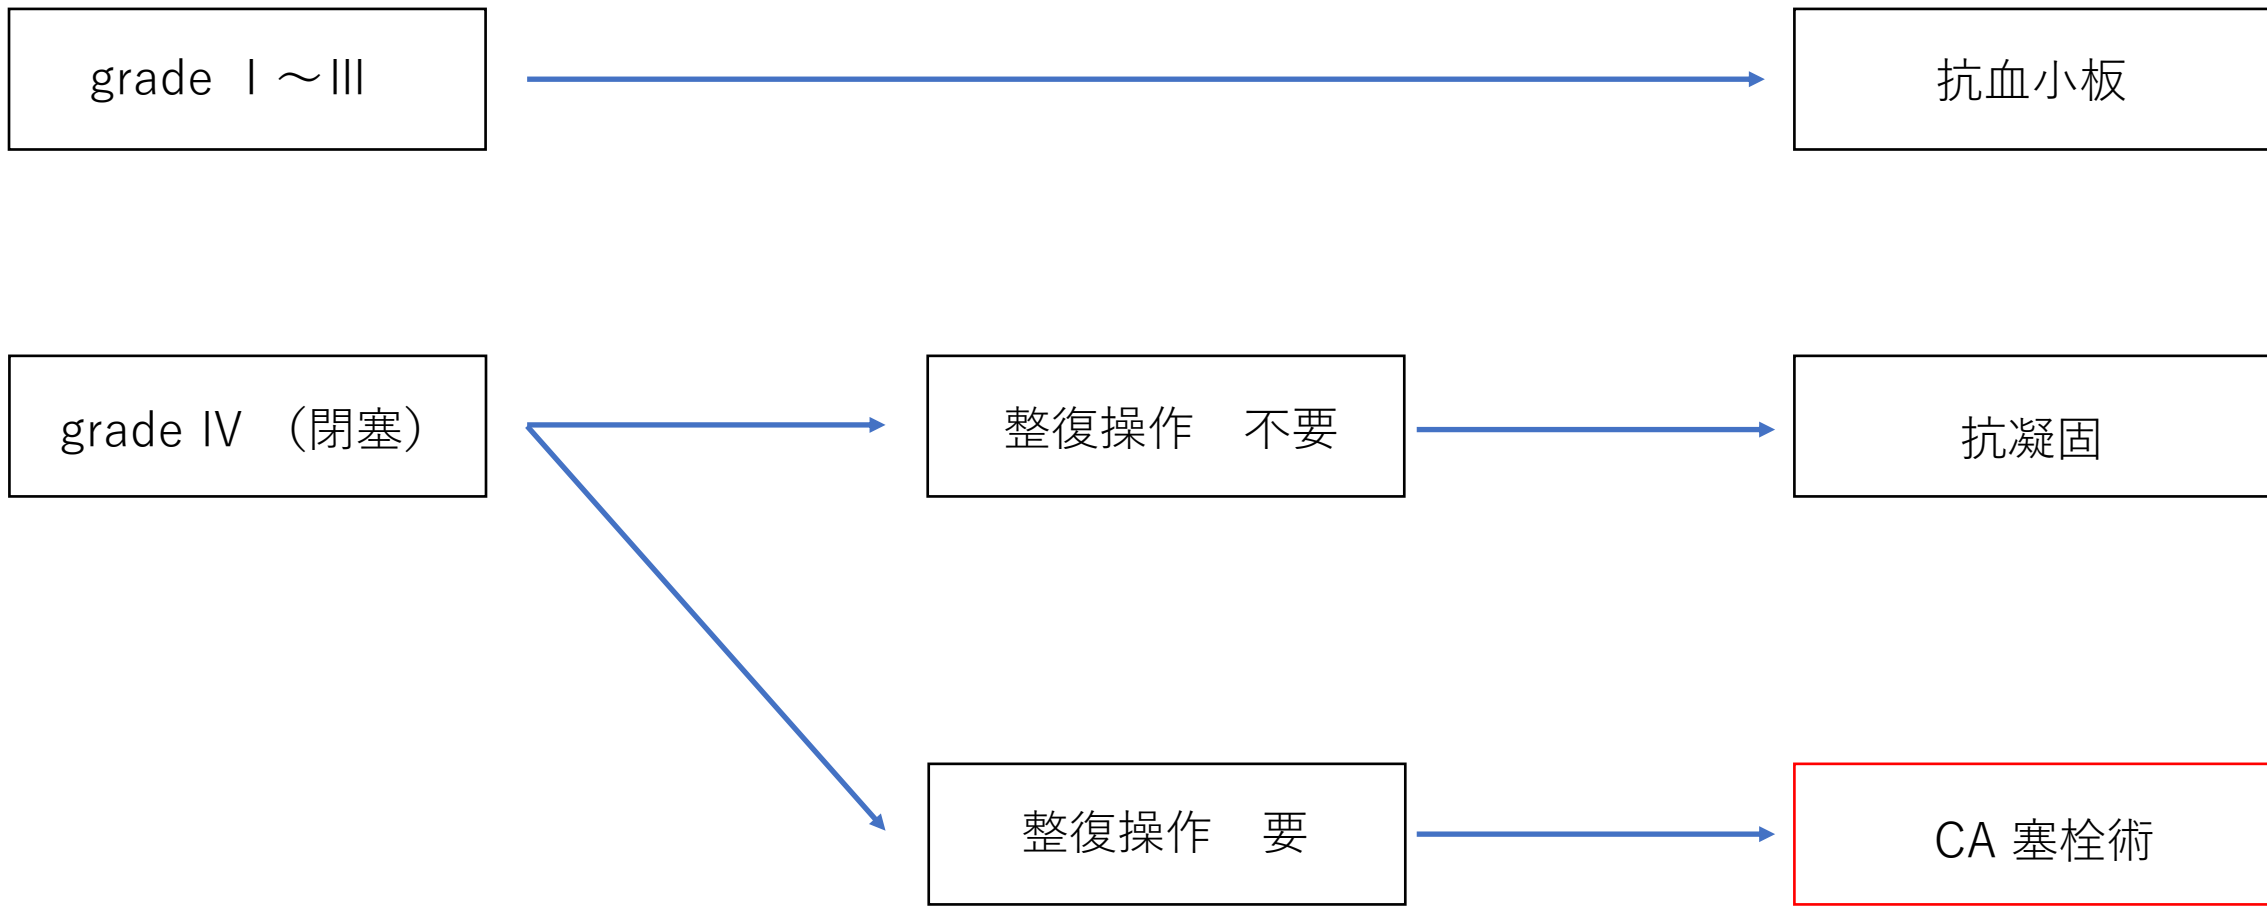 grade Ⅰ～III
抗血小板
grade IV （閉塞）
整復操作　不要
抗凝固
整復操作　要
CA 塞栓術